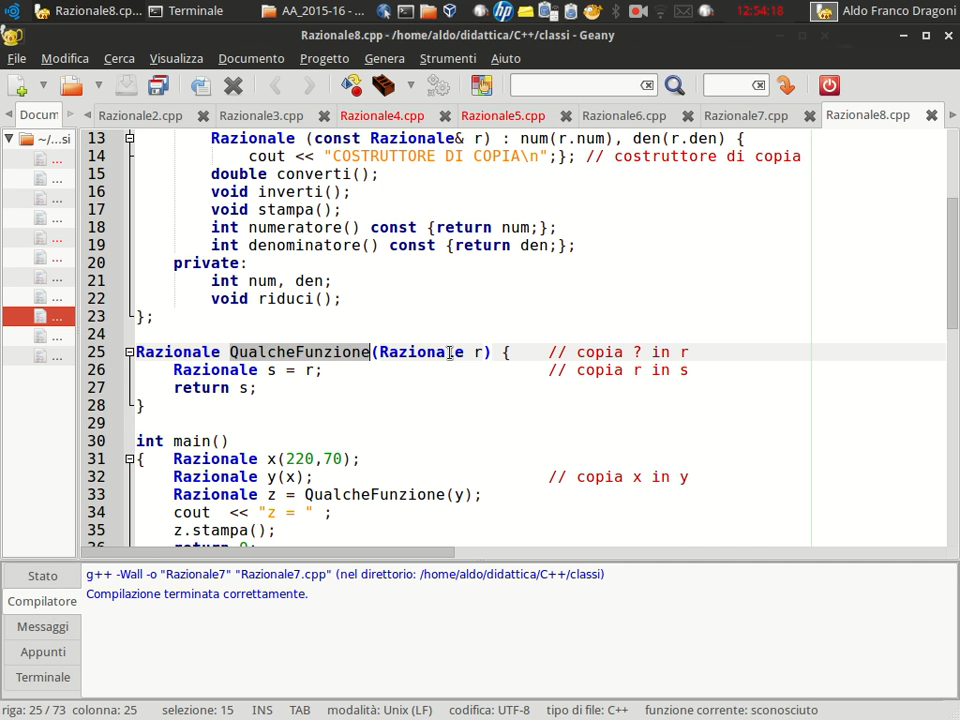 Razionale8.cp... Terminale AA_2015-16 - ... 12:54:18 Aldo Franco Dragoni
Razionale8.cpp - /home/aldo/didattica/C++/classi - Geany
File Modifica Cerca Visualizza Documento Progetto Genera Strumenti Aiuto
Docum Razionale2.cpp Razionale3.cpp Razionale4.cpp Razionale5.cpp Razionale6.cpp Razionale7.cpp Razionale8.cpp
~/...si
...
...
...
...
...
...
...
...
...
...
...
13 Razionale (const Razionale& r) : num(r.num), den(r.den) {
14 cout << "COSTRUTTORE DI COPIA\n";}; // costruttore di copia
15 double converti();
16 void inverti();
17 void stampa();
18 int numeratore() const {return num;};
19 int denominatore() const {return den;};
20 private:
21 int num, den;
22 void riduci();
23 };
24
25 Razionale QualcheFunzione(Razionale r) { // copia ? in r
26 Razionale s = r; // copia r in s
27 return s;
28 }
29
30 int main()
31 { Razionale x(220,70);
32 Razionale y(x); // copia x in y
33 Razionale z = QualcheFunzione(y);
34 cout << "z = " ;
35 z.stampa();
36 return 0;
Stato
Compilatore
Messaggi
Appunti
Terminale
g++ -Wall -o "Razionale7" "Razionale7.cpp" (nel direttorio: /home/aldo/didattica/C++/classi)
Compilazione terminata correttamente.
riga: 25 / 73 colonna: 25 selezione: 15 INS TAB modalità: Unix (LF) codifica: UTF-8 tipo di file: C++ funzione corrente: sconosciuto